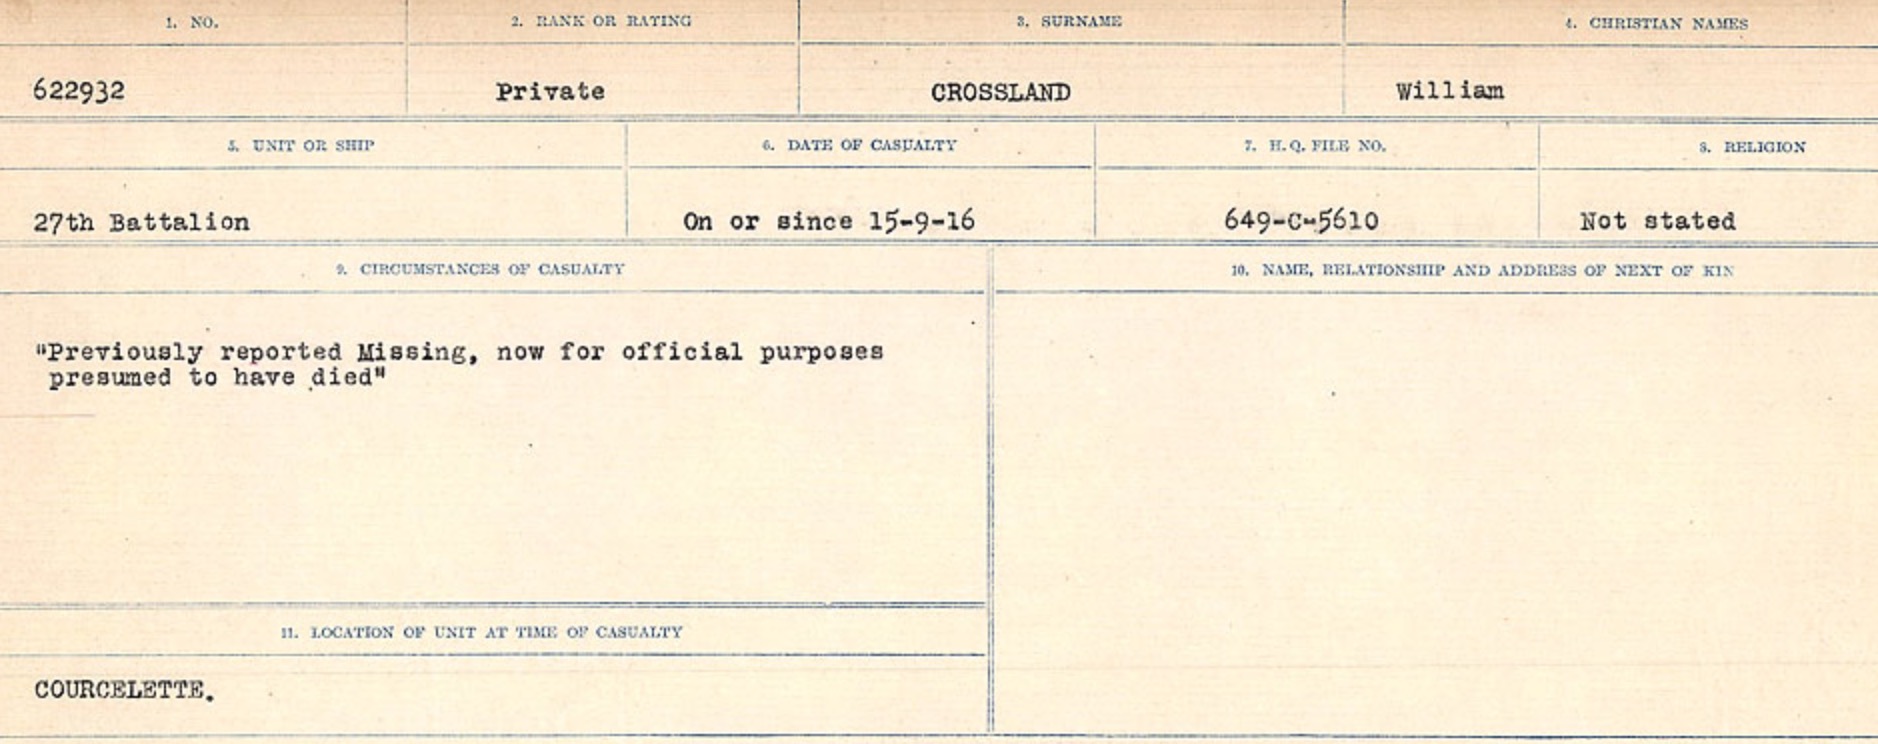 1. NO. 2. RANK OR RATING 3. SURNAME 4. CHRISTIAN NAMES
622932 Private CROSSLAND William
5. UNIT OR SHIP 6. DATE OF CASUALTY 7. H.Q. FILE NO. 8. RELIGION
27th Battalion On or since 15-9-16 649-C-5610 Not stated
9. CIRCUMSTANCES OF CASUALTY 10. NAME, RELATIONSHIP AND ADDRESS OF NEXT OF KIN
"Previously reported Missing, now for official purposes
presumed to have died"
11. LOCATION OF UNIT AT TIME OF CASUALTY
COURCELETTE.